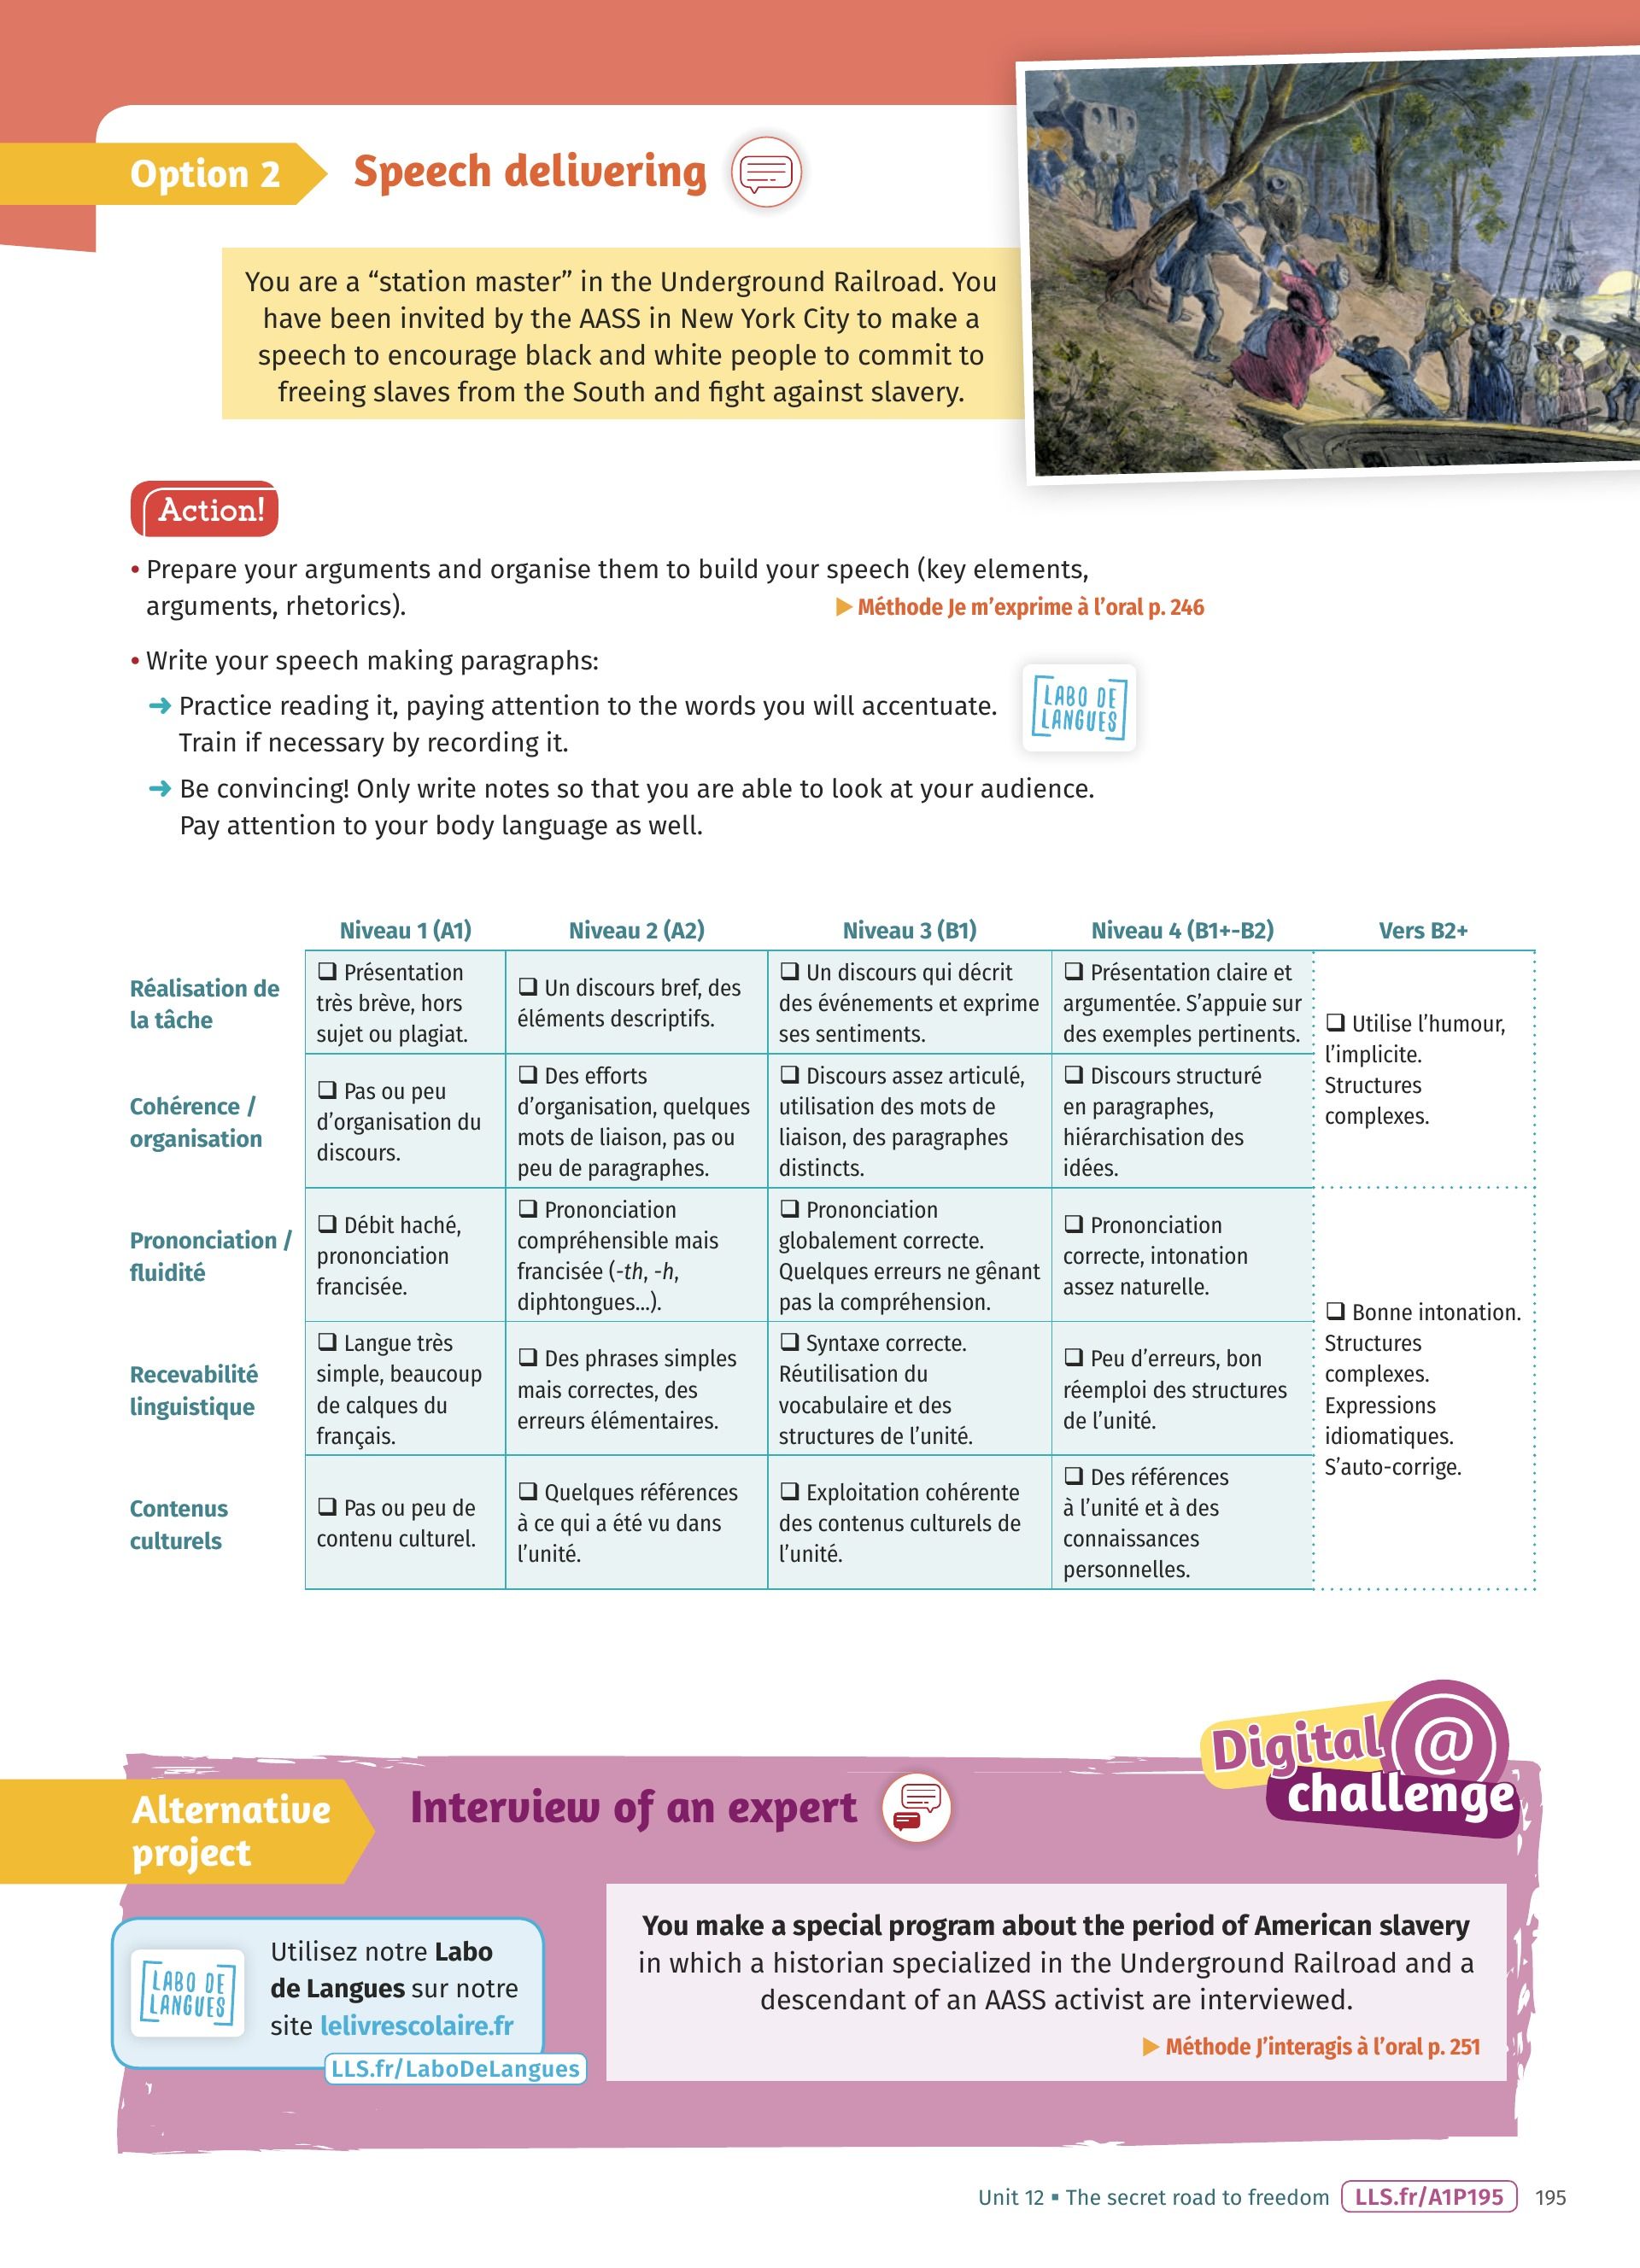 Option 2
Speech delivering
You are a “station master” in the Underground Railroad. You
have been invited by the AASS in New York City to make a
speech to encourage black and white people to commit to
freeing slaves from the South and fight against slavery.
Action!
• Prepare your arguments and organise them to build your speech (key elements,
arguments, rhetorics).
▶ Méthode Je m’exprime à l’oral p. 246
• Write your speech making paragraphs:
➜ Practice reading it, paying attention to the words you will accentuate.
Train if necessary by recording it.
LABO DE
LANGUES
➜ Be convincing! Only write notes so that you are able to look at your audience.
Pay attention to your body language as well.
Niveau 1 (A1)
Niveau 2 (A2)
Niveau 3 (B1)
Niveau 4 (B1+-B2)
Vers B2+
Réalisation de
la tâche
❑ Présentation
très brève, hors
sujet ou plagiat.
❑ Un discours bref, des
éléments descriptifs.
❑ Un discours qui décrit
des événements et exprime
ses sentiments.
❑ Présentation claire et
argumentée. S’appuie sur
des exemples pertinents.
❑ Utilise l’humour,
l’implicite.
Structures
complexes.
Cohérence /
organisation
❑ Pas ou peu
d’organisation du
discours.
❑ Des efforts
d’organisation, quelques
mots de liaison, pas ou
peu de paragraphes.
❑ Discours assez articulé,
utilisation des mots de
liaison, des paragraphes
distincts.
❑ Discours structuré
en paragraphes,
hiérarchisation des
idées.
Prononciation /
fluidité
❑ Débit haché,
prononciation
francisée.
❑ Prononciation
compréhensible mais
francisée (-th, -h,
diphtongues...).
❑ Prononciation
globalement correcte.
Quelques erreurs ne gênant
pas la compréhension.
❑ Prononciation
correcte, intonation
assez naturelle.
❑ Bonne intonation.
Structures
complexes.
Expressions
idiomatiques.
S’auto-corrige.
Recevabilité
linguistique
❑ Langue très
simple, beaucoup
de calques du
français.
❑ Des phrases simples
mais correctes, des
erreurs élémentaires.
❑ Syntaxe correcte.
Réutilisation du
vocabulaire et des
structures de l’unité.
❑ Peu d’erreurs, bon
réemploi des structures
de l’unité.
Contenus
culturels
❑ Pas ou peu de
contenu culturel.
❑ Quelques références
à ce qui a été vu dans
l’unité.
❑ Exploitation cohérente
des contenus culturels de
l’unité.
❑ Des références
à l’unité et à des
connaissances
personnelles.
Digital @
challenge
Alternative
project
Interview of an expert
LABO DE
LANGUES
Utilisez notre Labo
de Langues sur notre
site lelivrescolaire.fr
LLS.fr/LaboDeLangues
You make a special program about the period of American slavery
in which a historian specialized in the Underground Railroad and a
descendant of an AASS activist are interviewed.
▶ Méthode J’interagis à l’oral p. 251
Unit 12 ▪ The secret road to freedom LLS.fr/A1P195 195